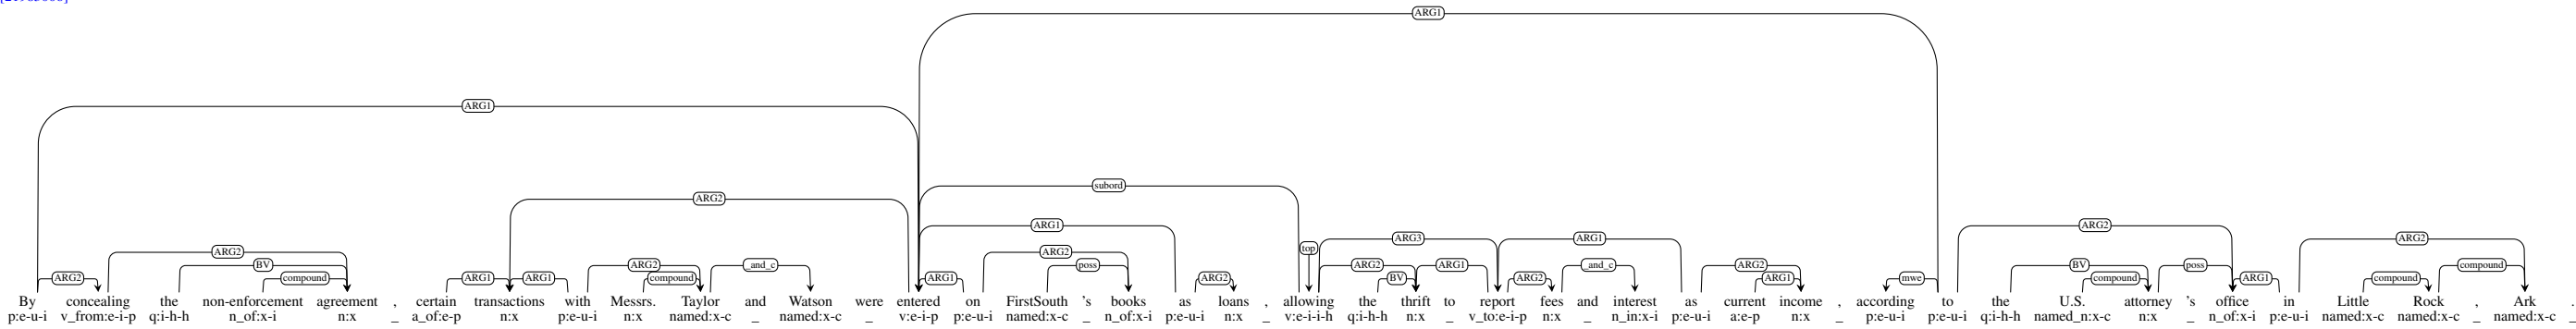 ARG1
ARG1
subord
ARG2
ARG1 ARG2
top ARG3 ARG1 ARG2
ARG2 ARG2 ARG2
BV ARG2 compound _and_c poss ARG2 BV ARG1 _and_c ARG2 BV compound poss compound
ARG2 compound ARG1 ARG1 compound ARG1 ARG2 ARG2 ARG1 mwe ARG1 compound
By concealing the non-enforcement agreement , certain transactions with Messrs. Taylor and Watson were entered on FirstSouth 's books as loans , allowing the thrift to report fees and interest as current income , according to the U.S. attorney 's office in Little Rock , Ark .
p:e-u-i v_from:e-i-p q:i-h-h n_of:x-i n:x _ a_of:e-p n:x p:e-u-i n:x named:x-c _ named:x-c _ v:e-i-p p:e-u-i named:x-c _ n_of:x-i p:e-u-i n:x _ v:e-i-i-h q:i-h-h n:x _ v_to:e-i-p n:x _ n_in:x-i p:e-u-i a:e-p n:x _ p:e-u-i p:e-u-i q:i-h-h named_n:x-c n:x _ n_of:x-i p:e-u-i named:x-c named:x-c _ named:x-c _